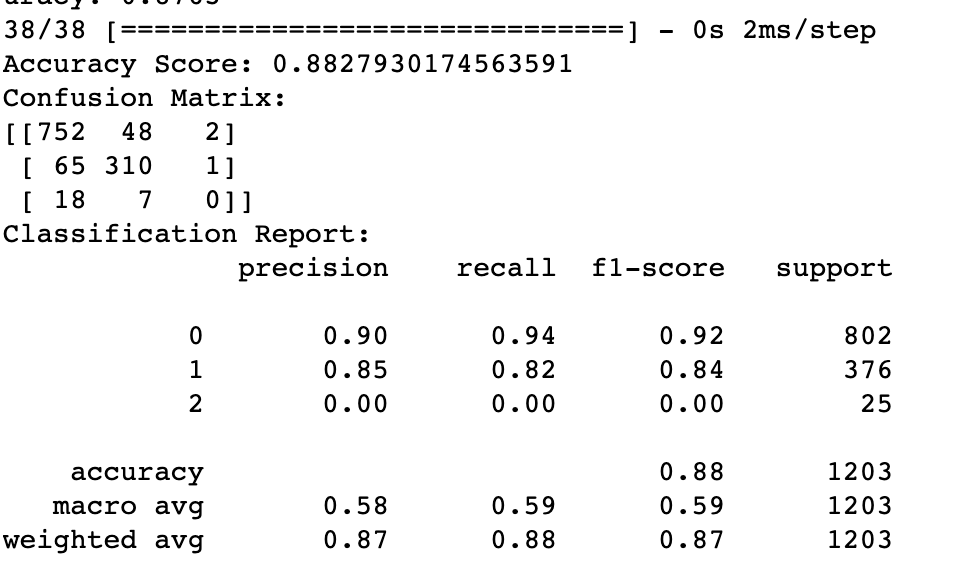 38/38 [==============================] - 0s 2ms/step
Accuracy Score: 0.8827930174563591
Confusion Matrix:
[[752  48   2]
 [ 65 310   1]
 [ 18   7   0]]
Classification Report:
              precision    recall  f1-score   support

           0       0.90      0.94      0.92       802
           1       0.85      0.82      0.84       376
           2       0.00      0.00      0.00        25

    accuracy                           0.88      1203
   macro avg       0.58      0.59      0.59      1203
weighted avg       0.87      0.88      0.87      1203